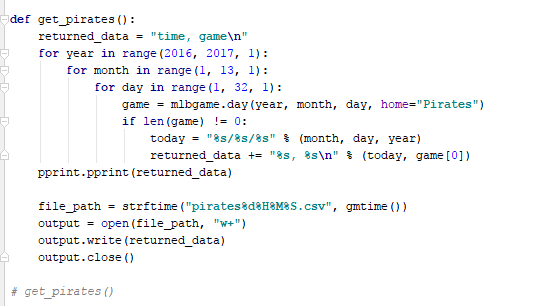 def get_pirates():
    returned_data = "time, game\n"
    for year in range(2016, 2017, 1):
        for month in range(1, 13, 1):
            for day in range(1, 32, 1):
                game = mlbgame.day(year, month, day, home="Pirates")
                if len(game) != 0:
                    today = "%s/%s/%s" % (month, day, year)
                    returned_data += "%s, %s\n" % (today, game[0])
    pprint.pprint(returned_data)

    file_path = strftime("pirates%d%H%M%S.csv", gmtime())
    output = open(file_path, "w+")
    output.write(returned_data)
    output.close()

# get_pirates()